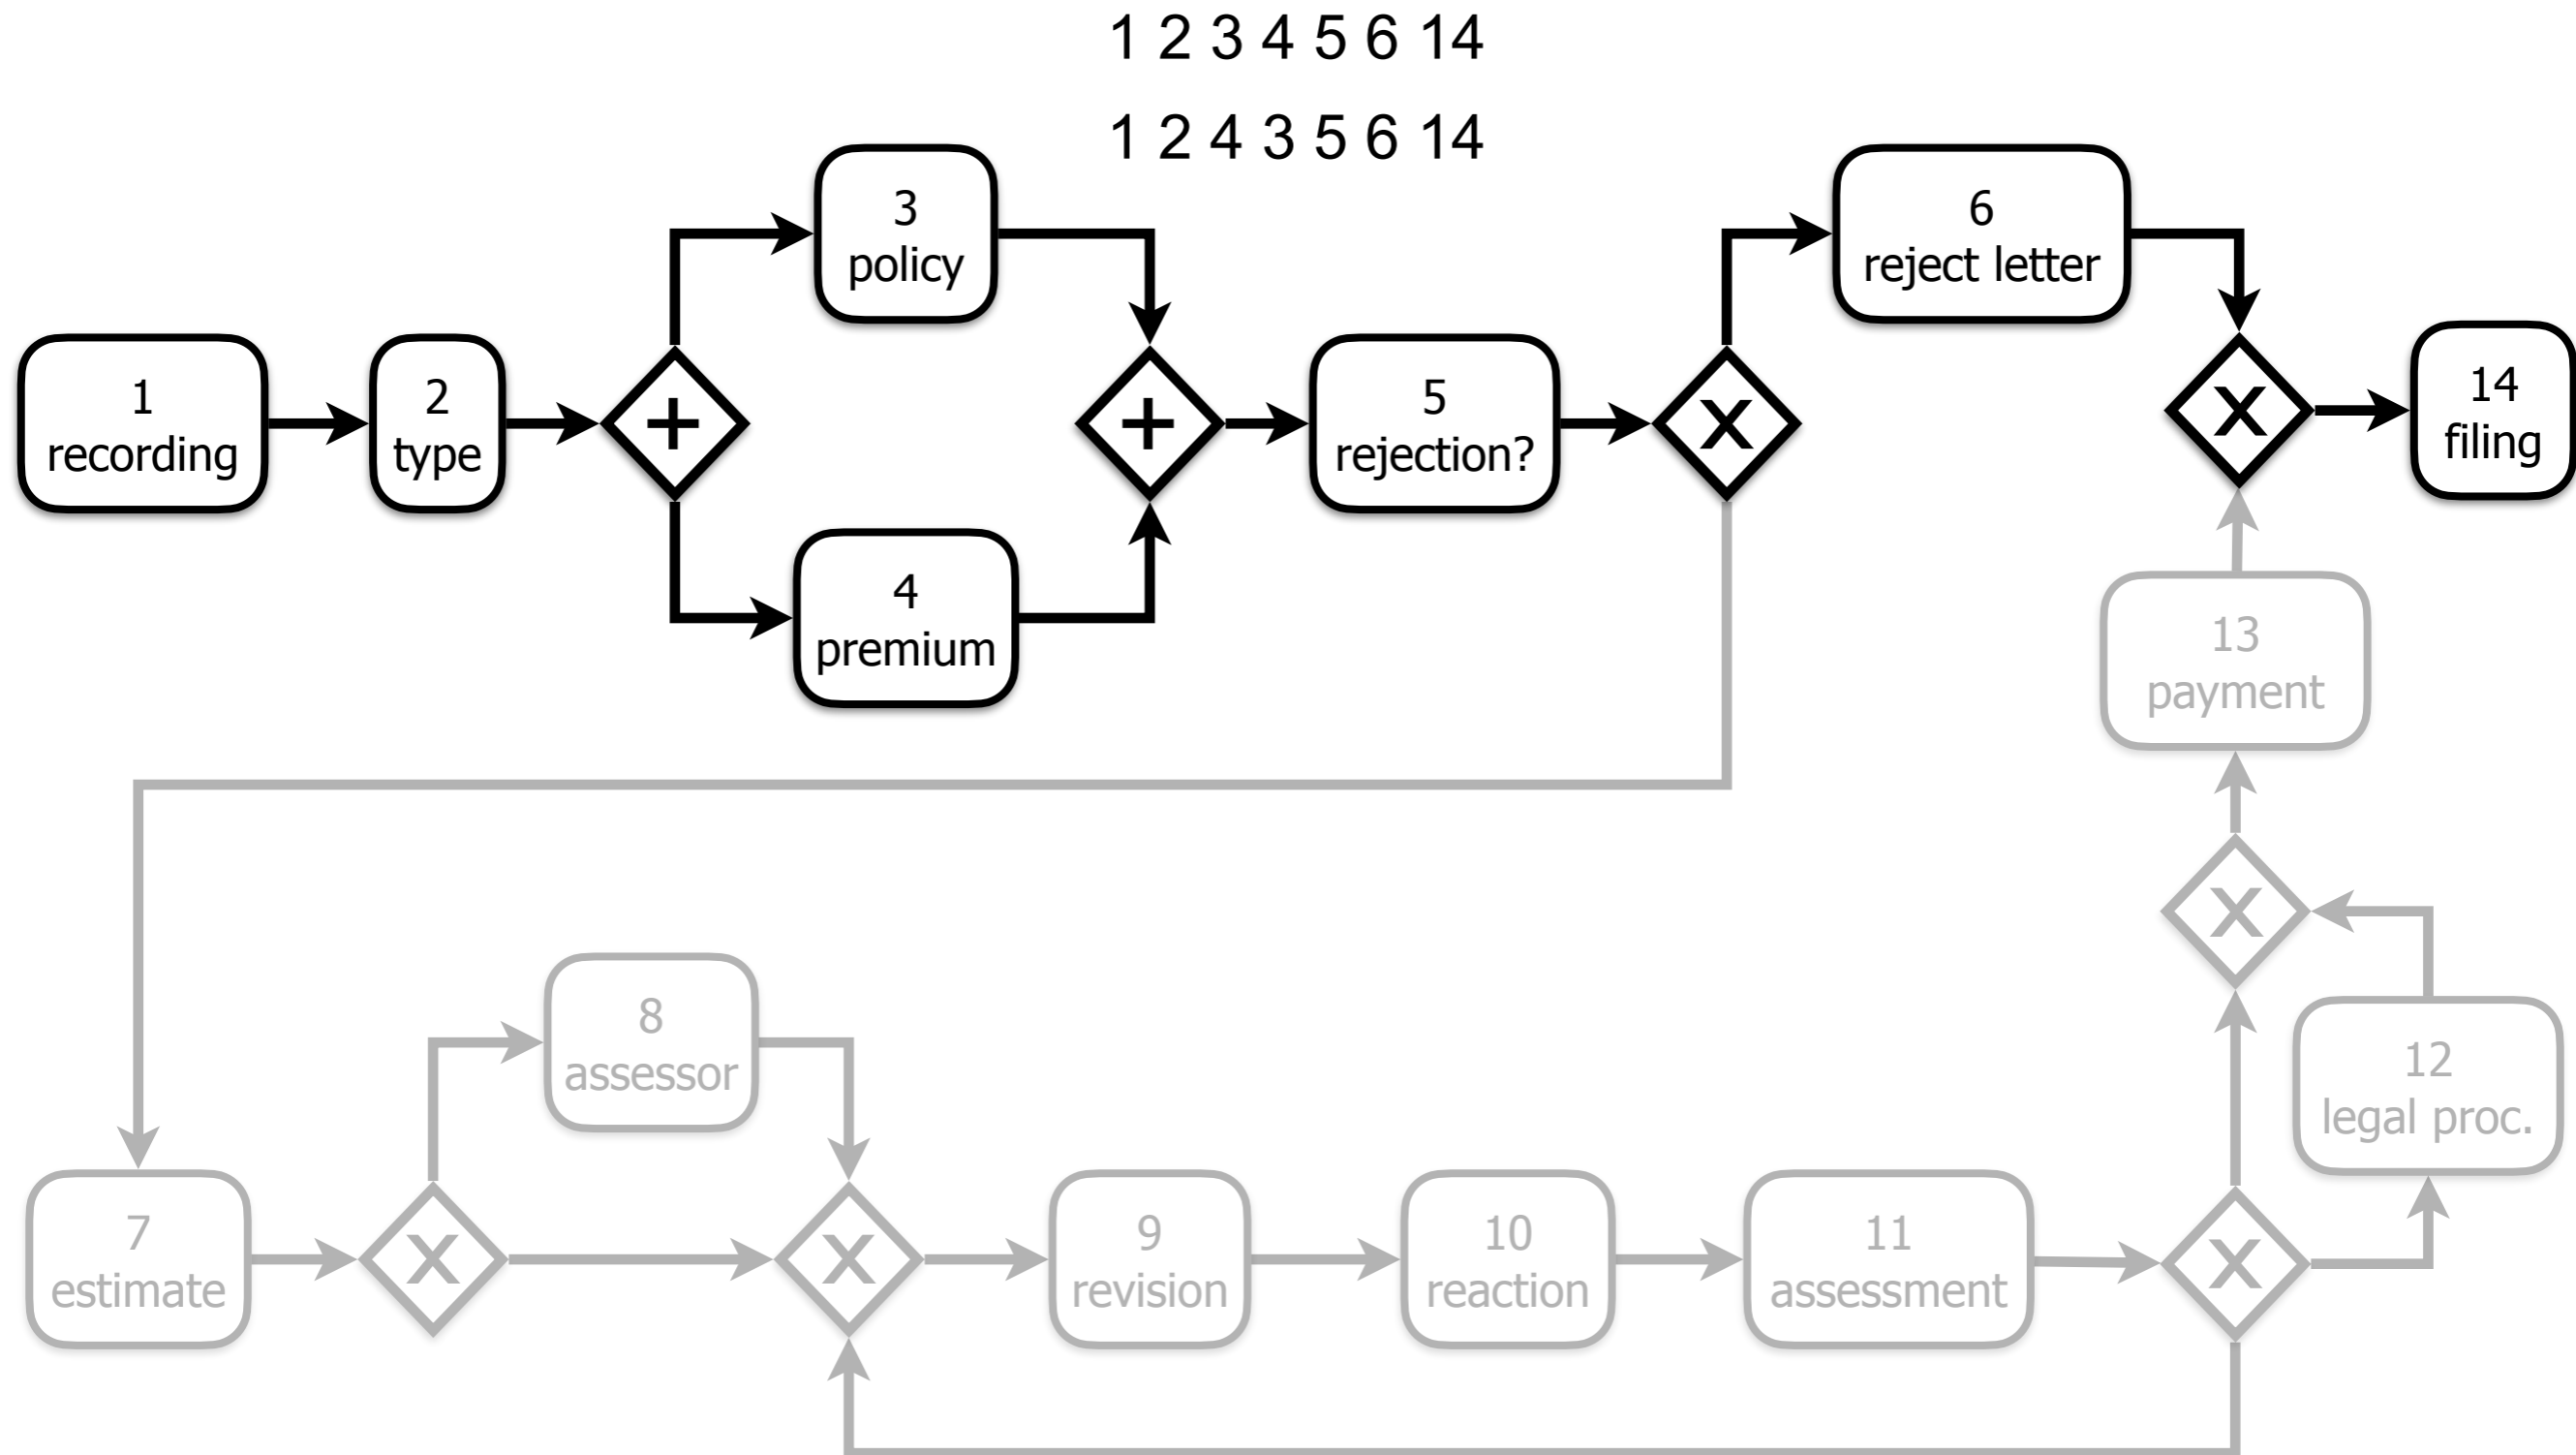 1 2 3 4 5 6 14
1 2 4 3 5 6 14
3
policy
6
reject letter
1
recording
2
type
+
+
5
rejection?
X
X
14
filing
4
premium
13
payment
X
8
assessor
12
legal proc.
7
estimate
X
X
9
revision
10
reaction
11
assessment
X